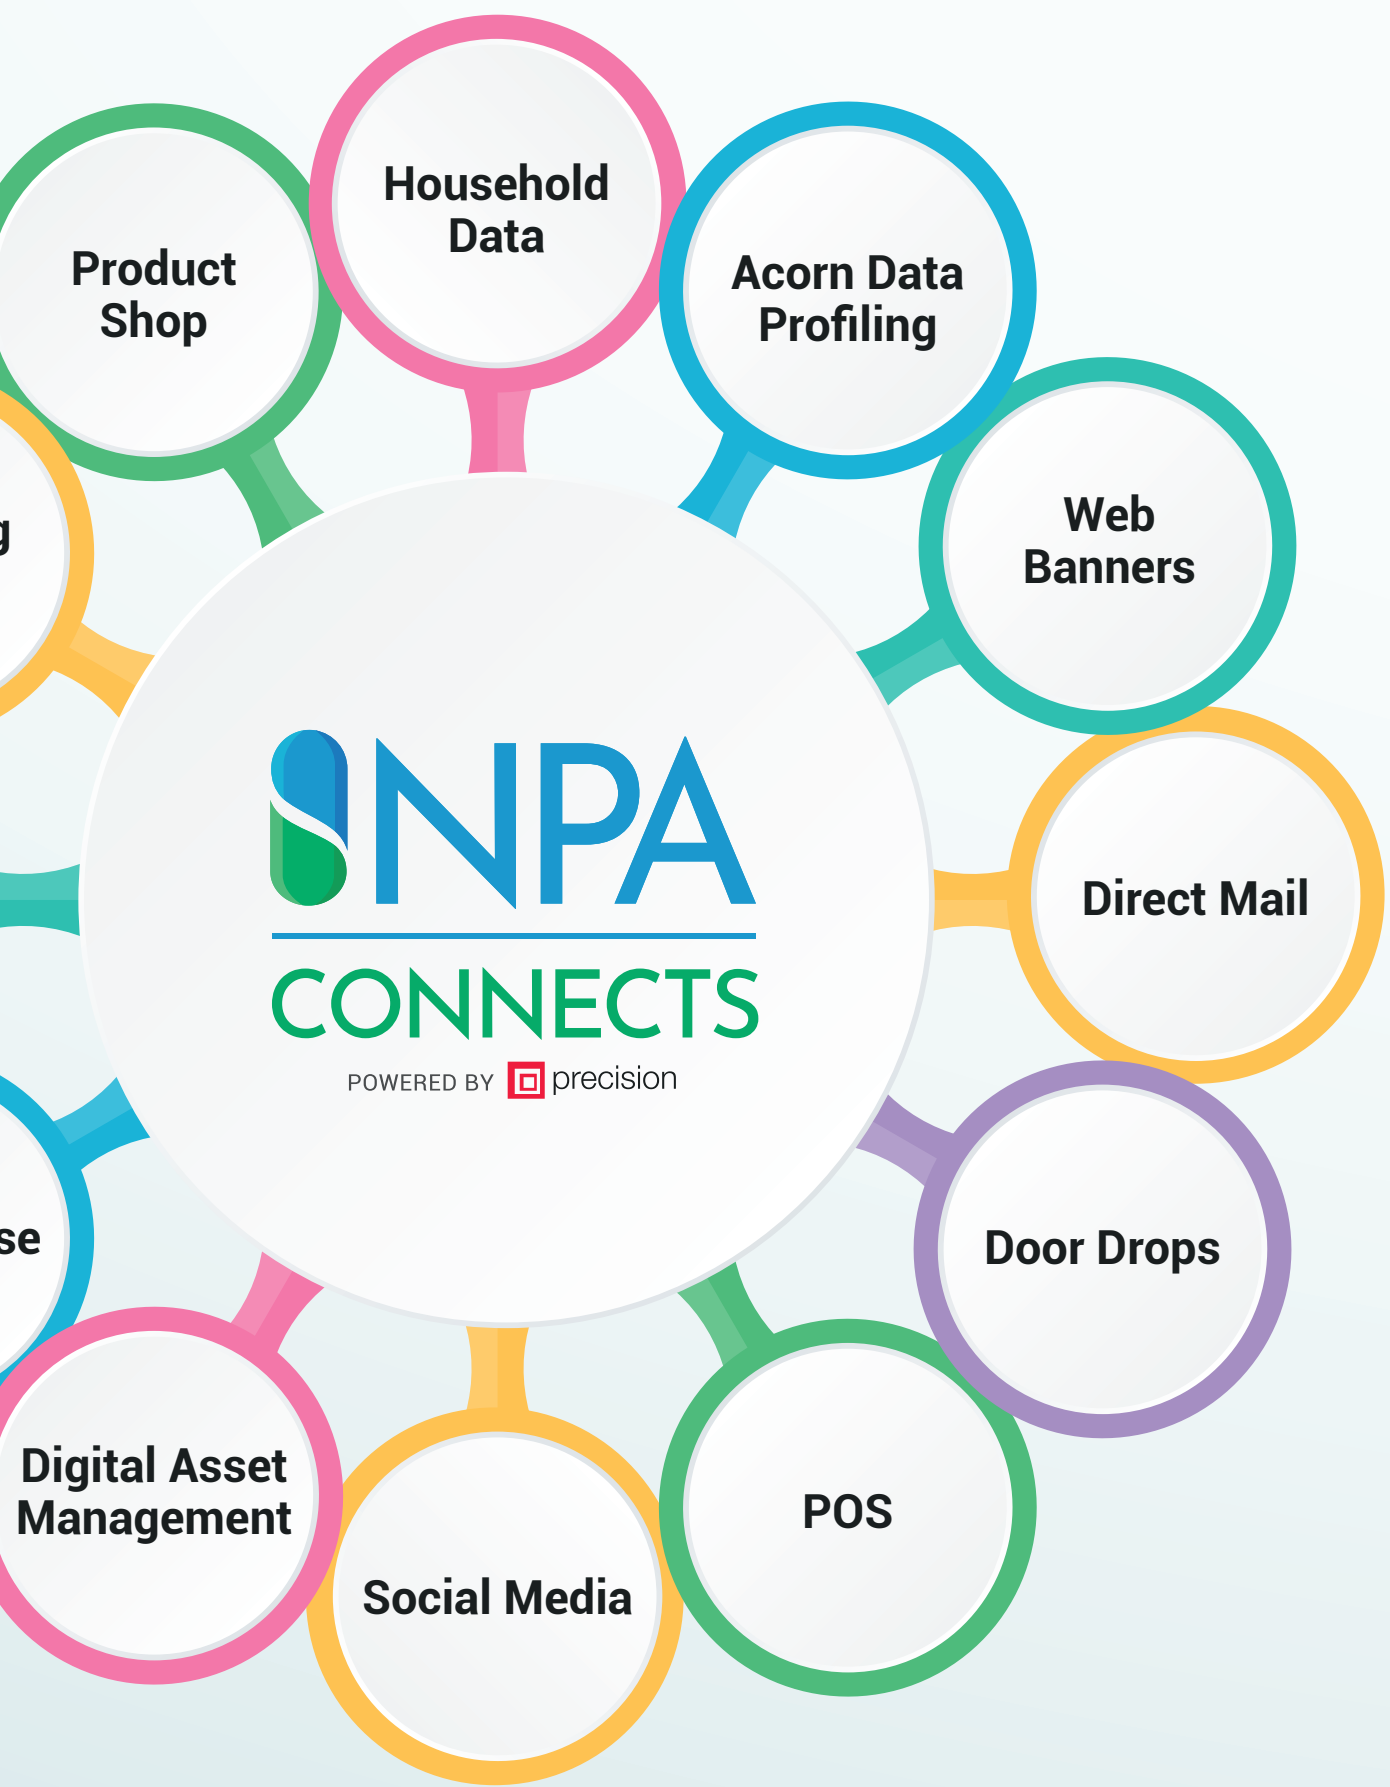 Household
Data
Product
Shop
Acorn Data
Profiling
Web
Banners
NPA
CONNECTS
POWERED BY precision
Direct Mail
Door Drops
Digital Asset
Management
POS
Social Media